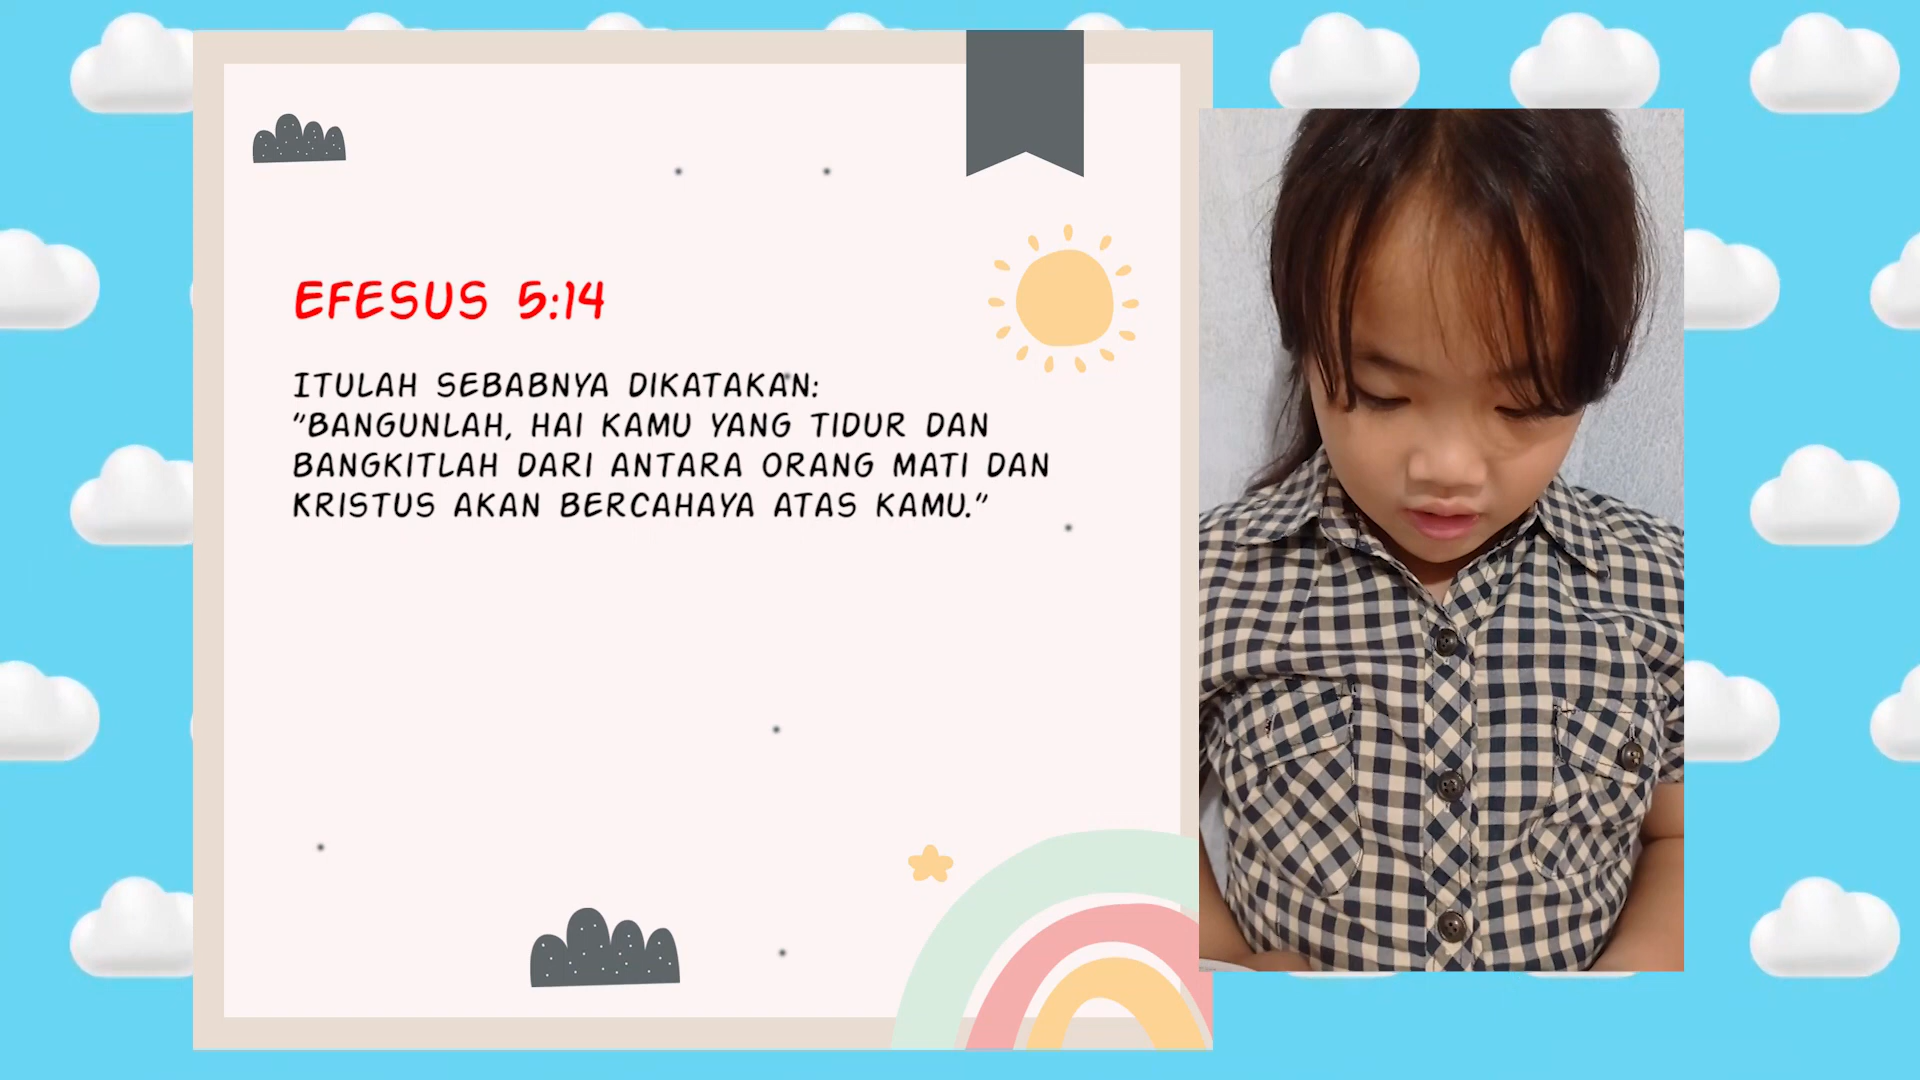 EFESUS 5:14
ITULAH SEBABNYA DIKATAKAN:
"BANGUNLAH, HAI KAMU YANG TIDUR DAN
BANGKITLAH DARI ANTARA ORANG MATI DAN
KRISTUS AKAN BERCAHAYA ATAS KAMU."